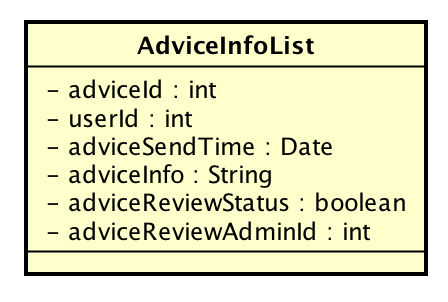 AdviceInfoList
- adviceId : int
- userId : int
- adviceSendTime : Date
- adviceInfo : String
- adviceReviewStatus : boolean
- adviceReviewAdminId : int